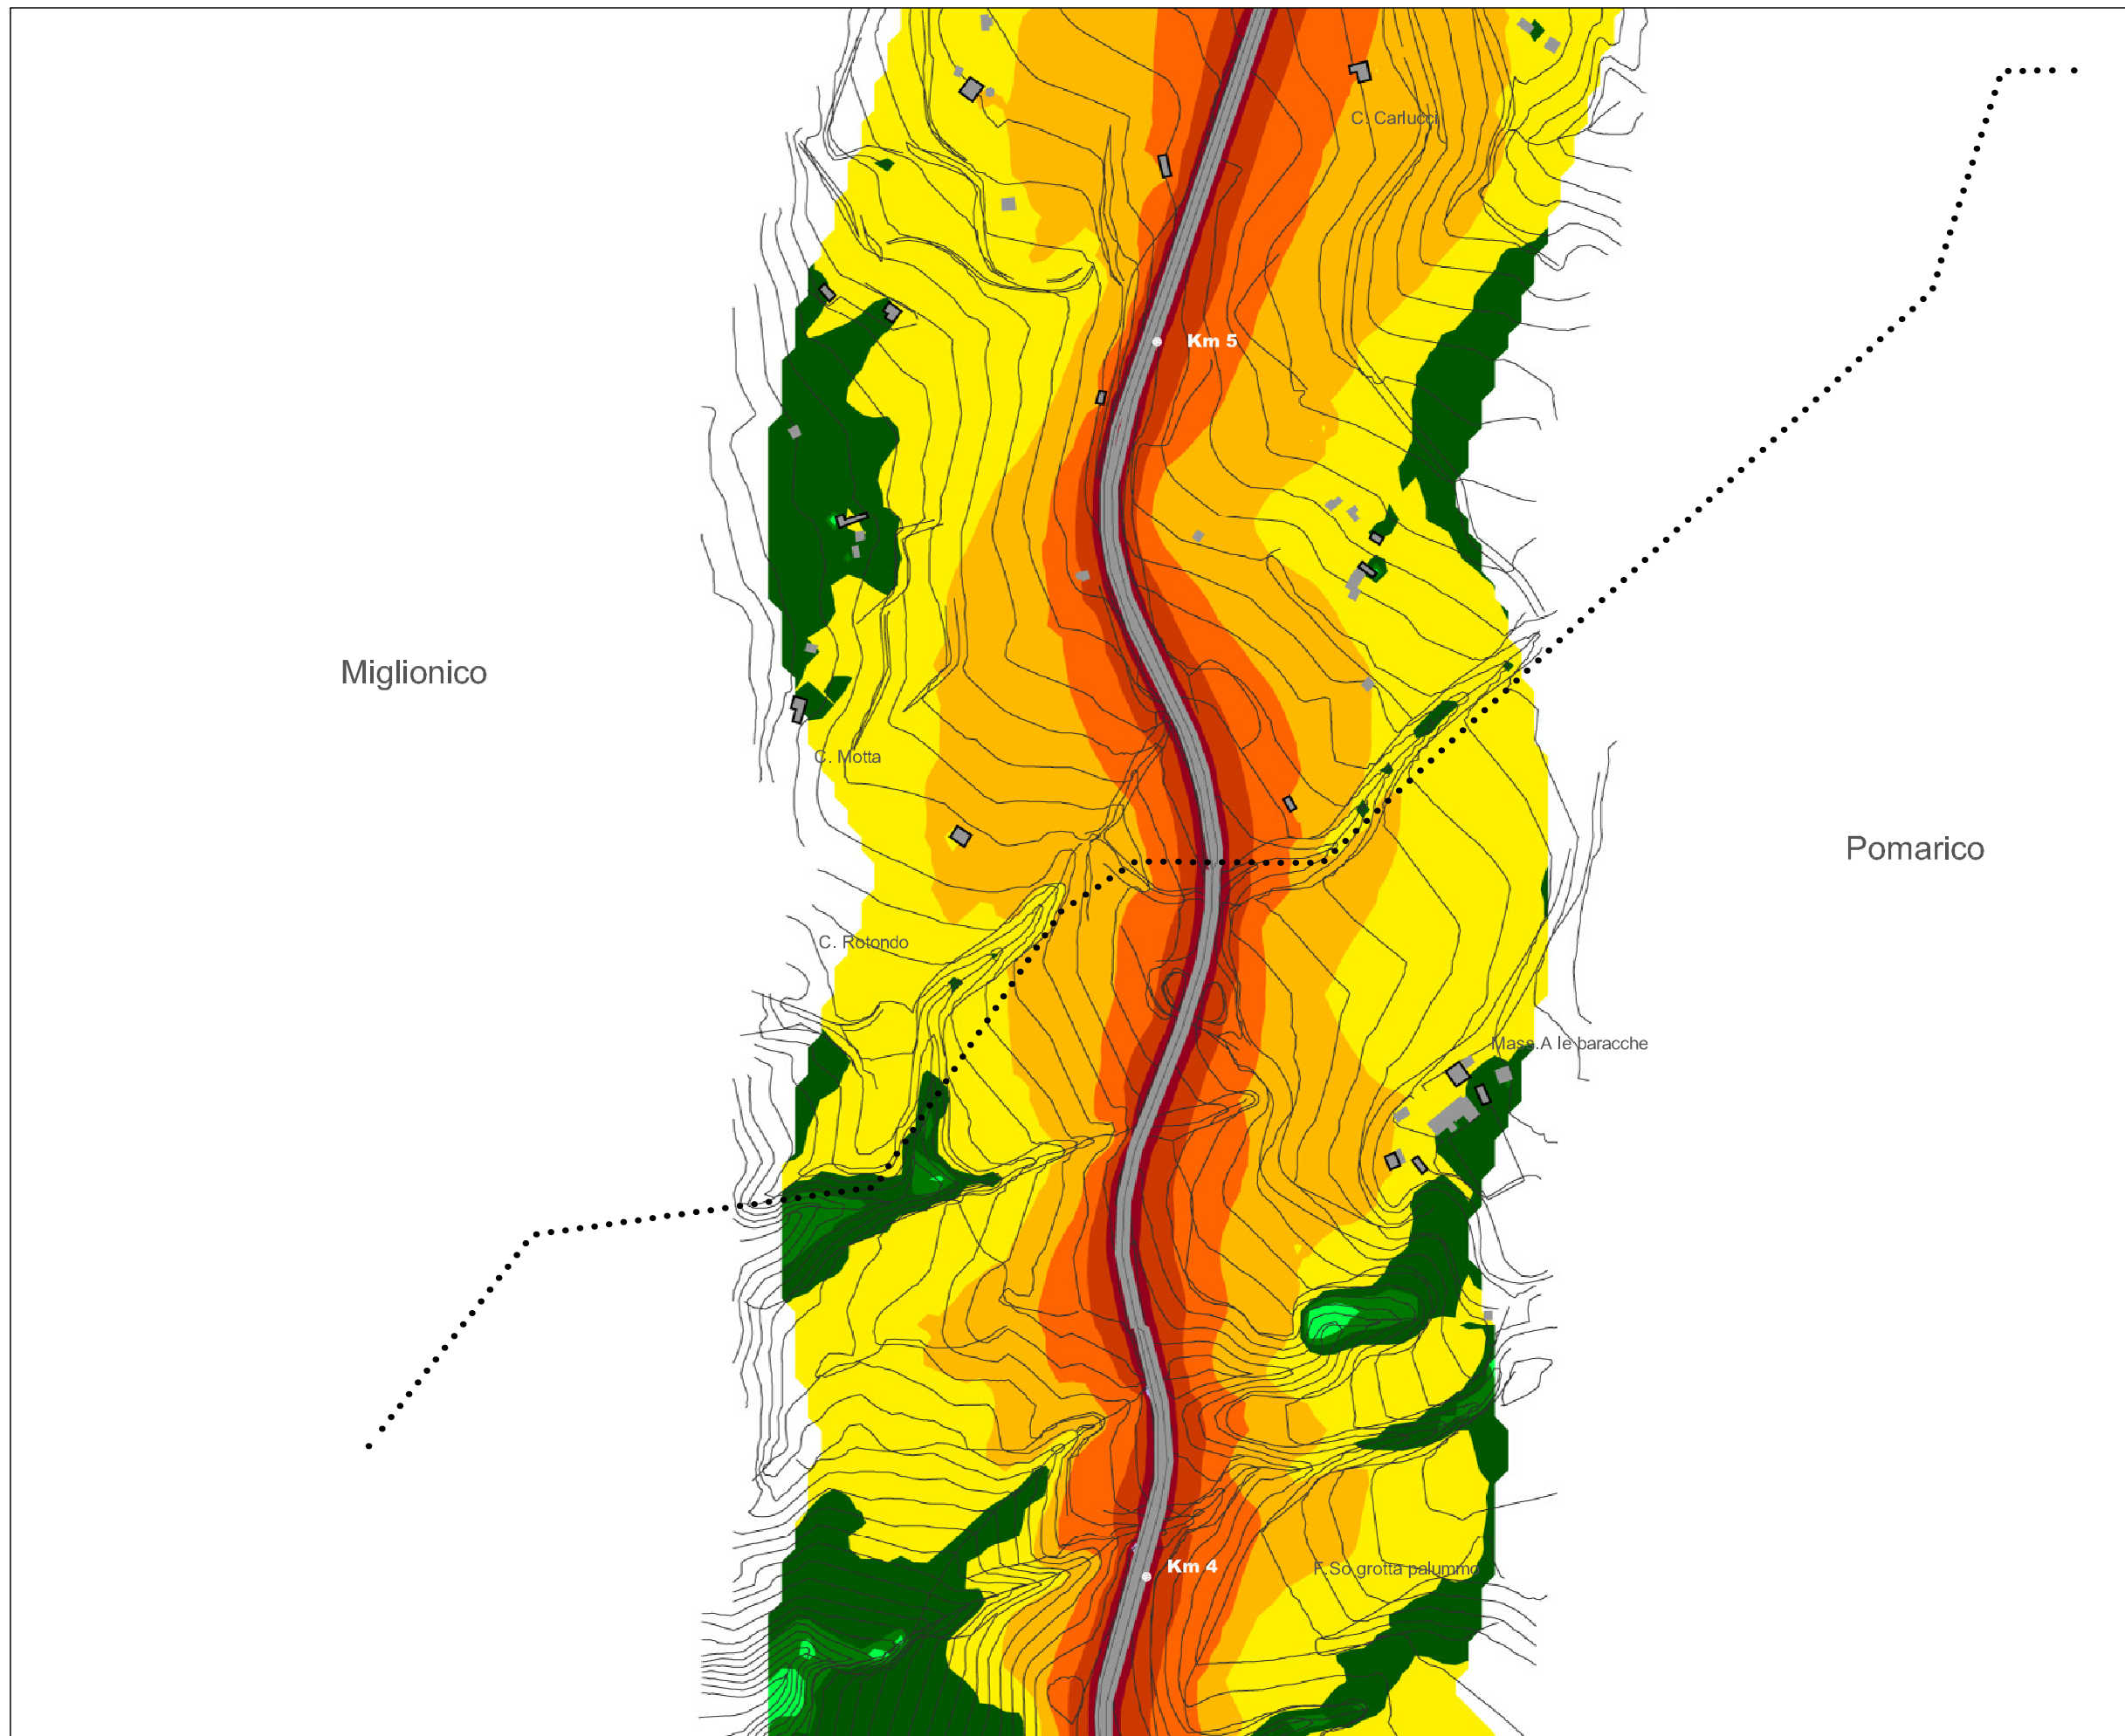 C. Carlucci
Km 5
Miglionico
C. Motta
Pomarico
C. Rotondo
Mass.A le baracche
Km 4
F.So grotta palummo